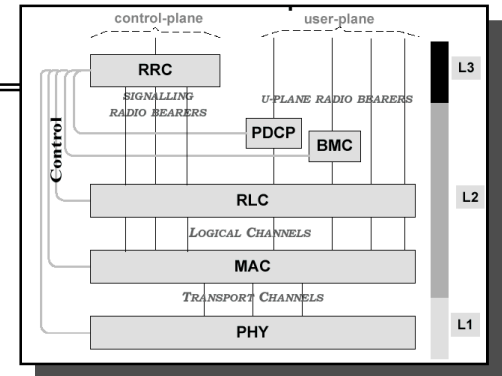 control-plane user-plane
RRC L3
SIGNALLING U-PLANE RADIO BEARERS
RADIO BEARERS
Control
PDCP
BMC
RLC L2
LOGICAL CHANNELS
MAC
TRANSPORT CHANNELS
PHY L1